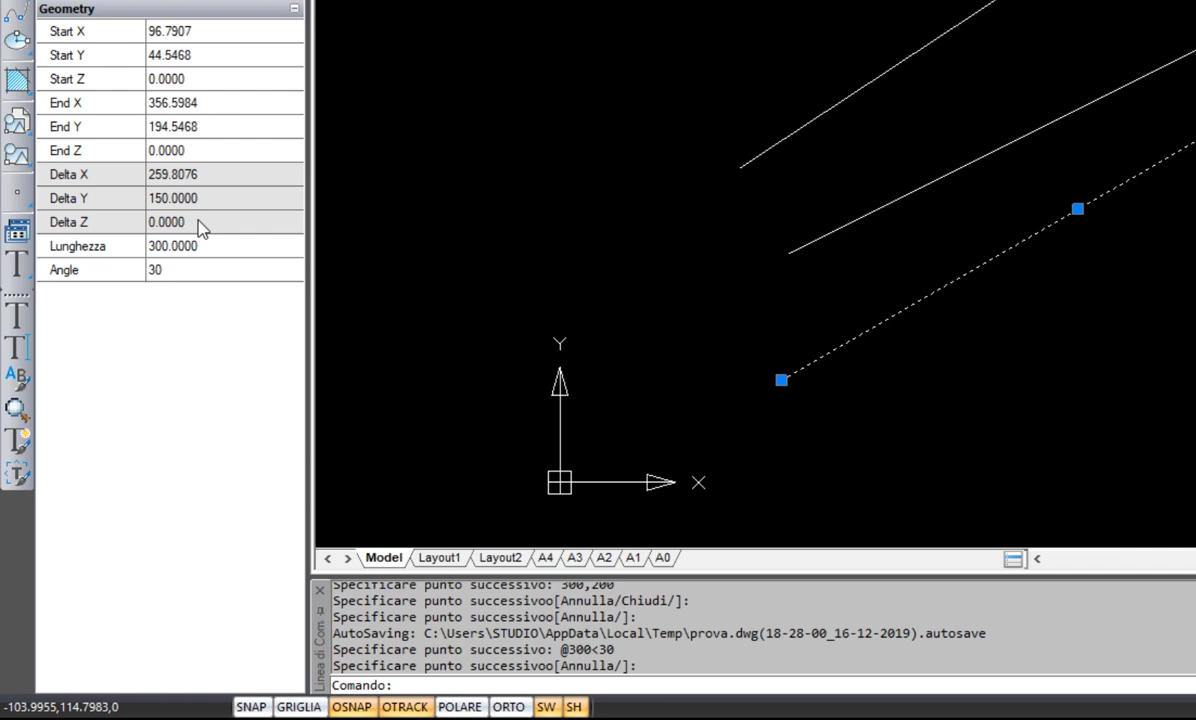 Geometry
Start X 96.7907
Start Y 44.5468
Start Z 0.0000
End X 356.5984
End Y 194.5468
End Z 0.0000
Delta X 259.8076
Delta Y 150.0000
Delta Z 0.0000
Lunghezza 300.0000
Angle 30
Y
X
Model Layout1 Layout2 A4 A3 A2 A1 A0
Specificare punto successivo: 300,200
Specificare punto successivoo[Annulla/Chiudi/]:
Specificare punto successivoo[Annulla/]:
AutoSaving: C:\Users\STUDIO\AppData\Local\Temp\prova.dwg(18-28-00_16-12-2019).autosave
Specificare punto successivo: @300<30
Specificare punto successivoo[Annulla/]:
Linea di Com
Comando:
-103.9955,114.7983,0 SNAP GRIGLIA OSNAP OTRACK POLARE ORTO SW SH